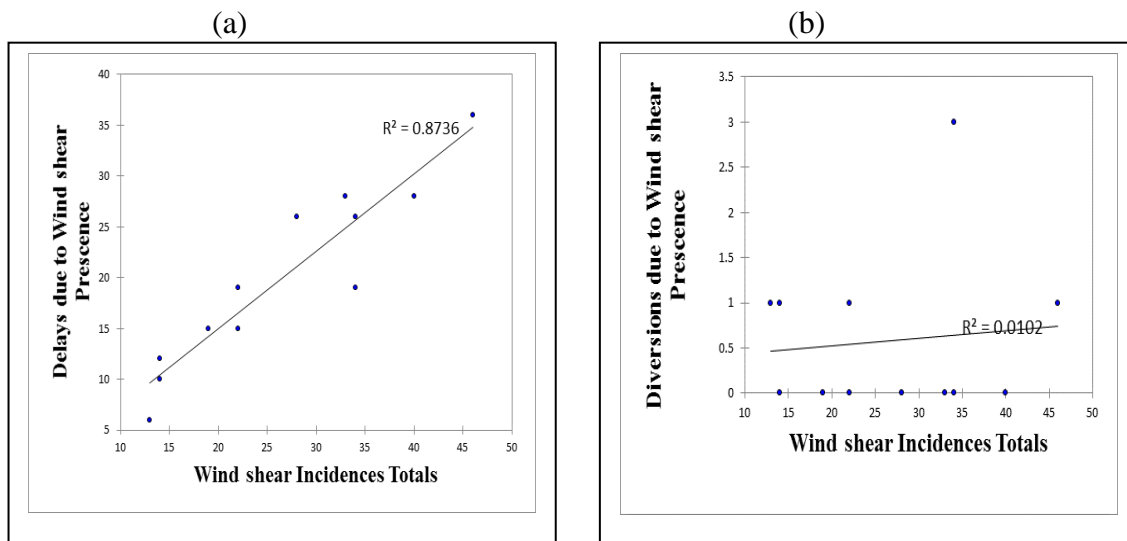 (a)
(b)
Delays due to Wind shear
Prescence
40
35
30
25
20
15
10
5
R² = 0.8736
10 15 20 25 30 35 40 45 50
Wind shear Incidences Totals
Diversions due to Wind shear
Prescence
3.5
3
2.5
2
1.5
1
0.5
0
R² = 0.0102
10 15 20 25 30 35 40 45 50
Wind shear Incidences Totals